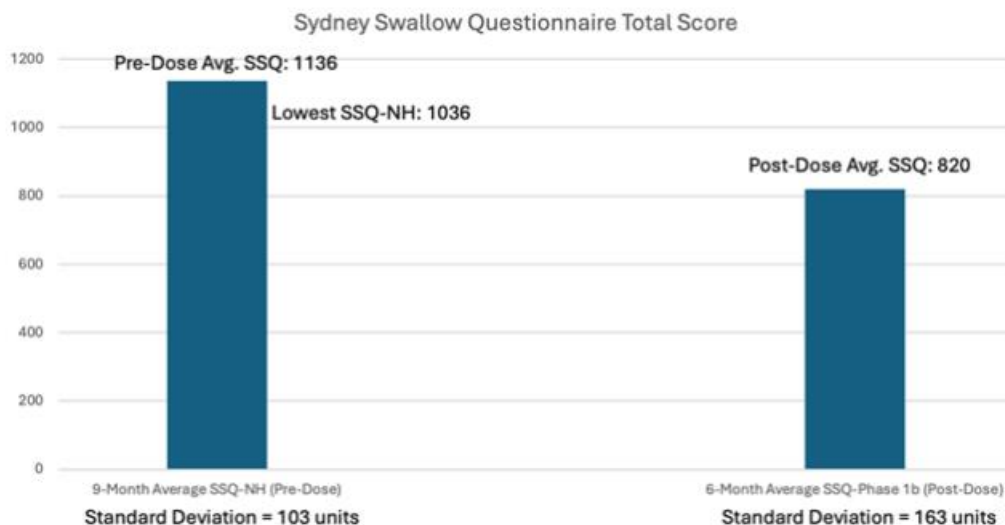 Sydney Swallow Questionnaire Total Score
1200
Pre-Dose Avg. SSQ: 1136
Lowest SSQ-NH: 1036
1000
Post-Dose Avg. SSQ: 820
800
600
400
200
0
9-Month Average SSQ-NH (Pre-Dose)
6-Month Average SSQ-Phase 1b (Post-Dose)
Standard Deviation = 103 units
Standard Deviation = 163 units